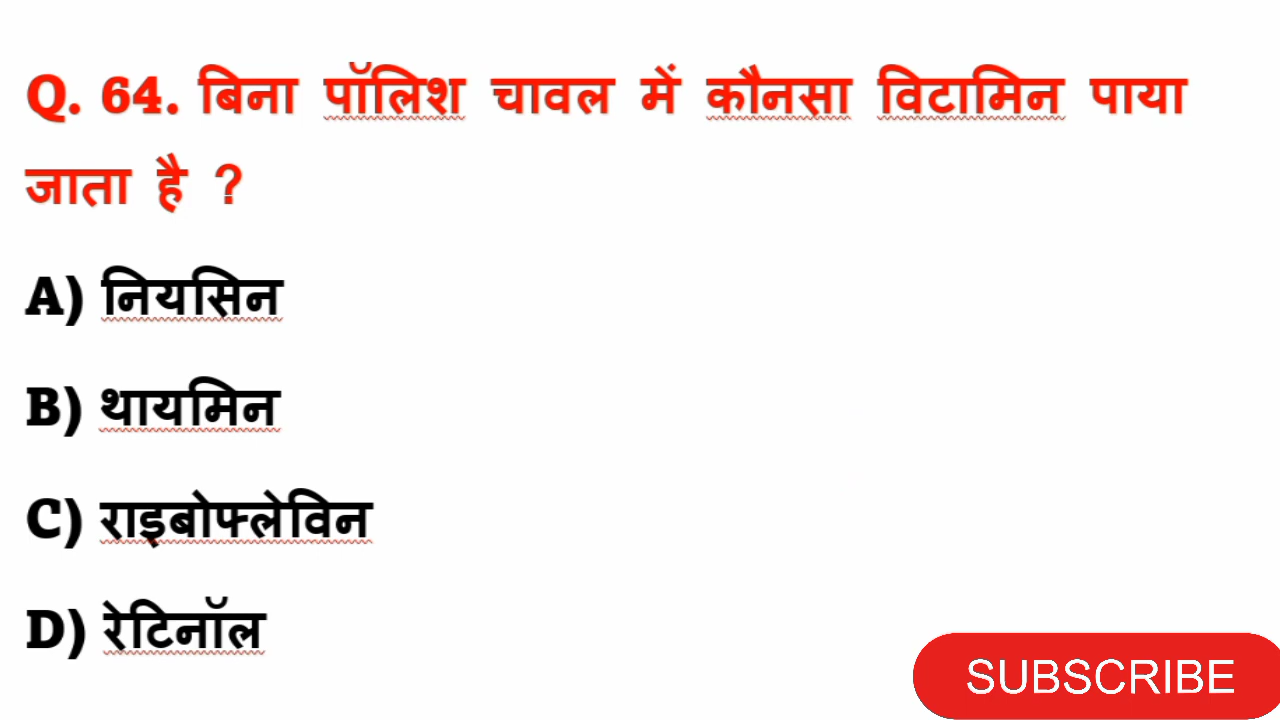 Q. 64. बिना पॉलिश चावल में कौनसा विटामिन पाया
जाता है ?
A) नियसिन
B) थायमिन
C) राइबोफ्लेविन
D) रेटिनॉल
SUBSCRIBE